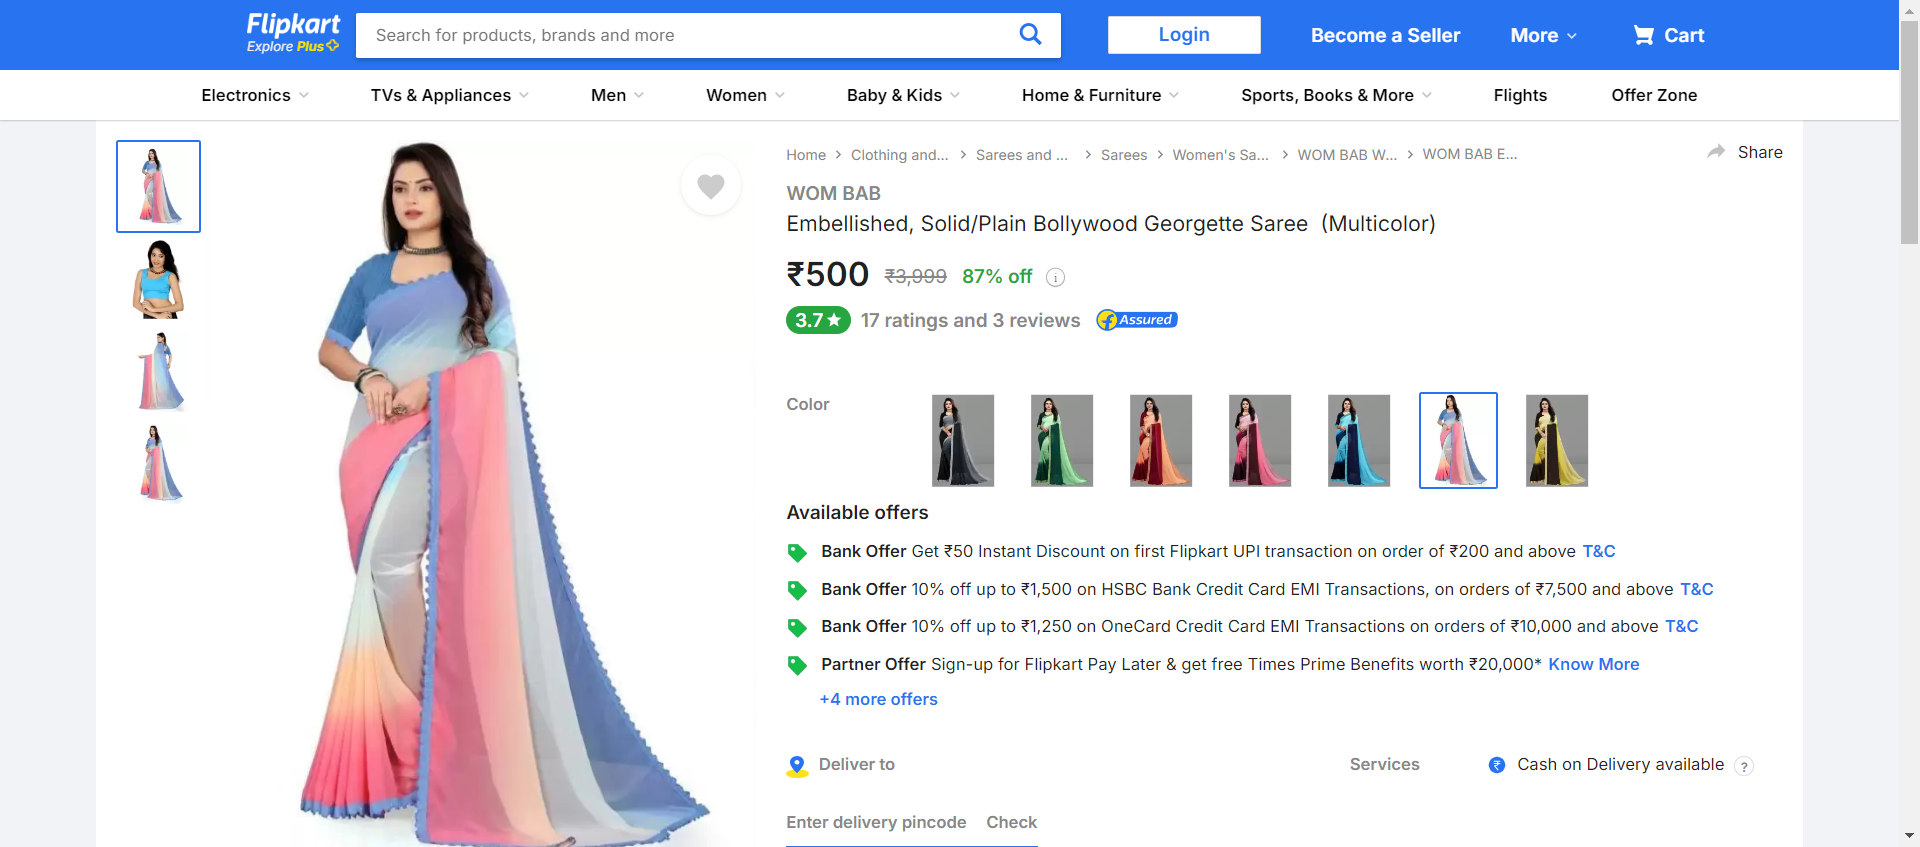 Flipkart
Explore Plus
Search for products, brands and more
Login
Become a Seller
More
Cart
Electronics
TVs & Appliances
Men
Women
Baby & Kids
Home & Furniture
Sports, Books & More
Flights
Offer Zone
Home > Clothing and... > Sarees and ... > Sarees > Women's Sa... > WOM BAB W... > WOM BAB E...
Share
WOM BAB
Embellished, Solid/Plain Bollywood Georgette Saree (Multicolor)
₹500 ₹3,999 87% off i
3.7★ 17 ratings and 3 reviews f Assured
Color
Available offers
Bank Offer Get ₹50 Instant Discount on first Flipkart UPI transaction on order of ₹200 and above T&C
Bank Offer 10% off up to ₹1,500 on HSBC Bank Credit Card EMI Transactions, on orders of ₹7,500 and above T&C
Bank Offer 10% off up to ₹1,250 on OneCard Credit Card EMI Transactions on orders of ₹10,000 and above T&C
Partner Offer Sign-up for Flipkart Pay Later & get free Times Prime Benefits worth ₹20,000* Know More
+4 more offers
Deliver to
Services
₹ Cash on Delivery available ?
Enter delivery pincode Check